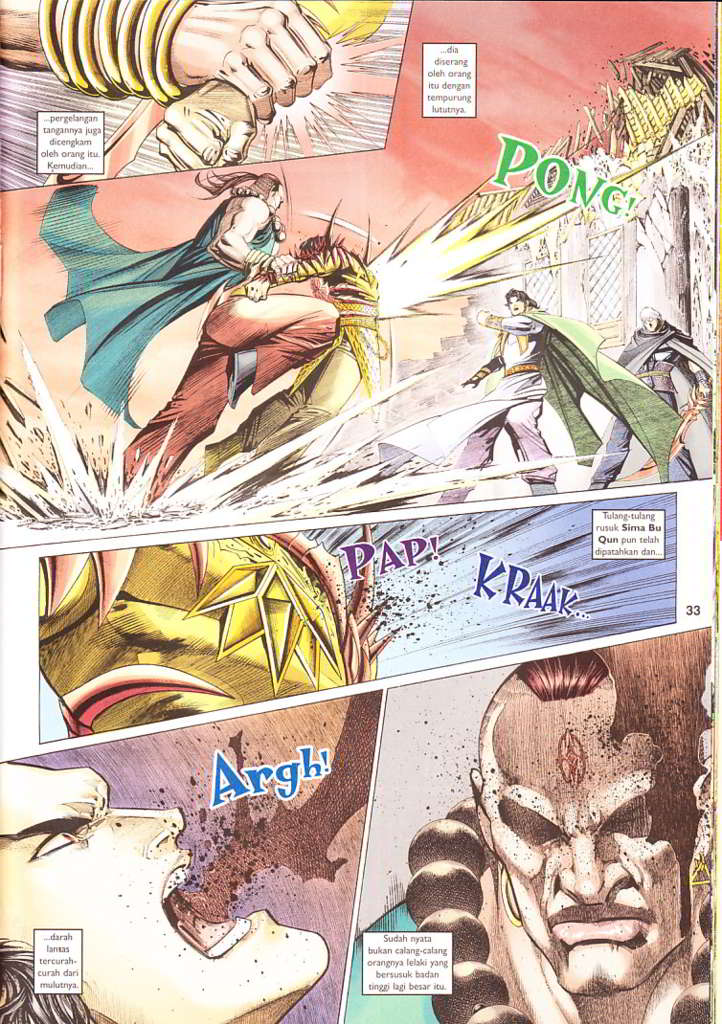 ...pergelangan
tangannya juga
dicengkam
oleh orang itu.
Kemudian...
...dia
diserang
oleh orang
itu dengan
tempurung
lututnya.
PONG!
Tulang-tulang
rusuk Sima Bu
Qun pun telah
dipatahkan dan...
PAP!
KRAAK...
33
Argh!
...darah
lantas
tercurah-
curah dari
mulutnya.
Sudah nyata
bukan calang-calang
orangnya lelaki yang
bersusuk badan
tinggi lagi besar itu.